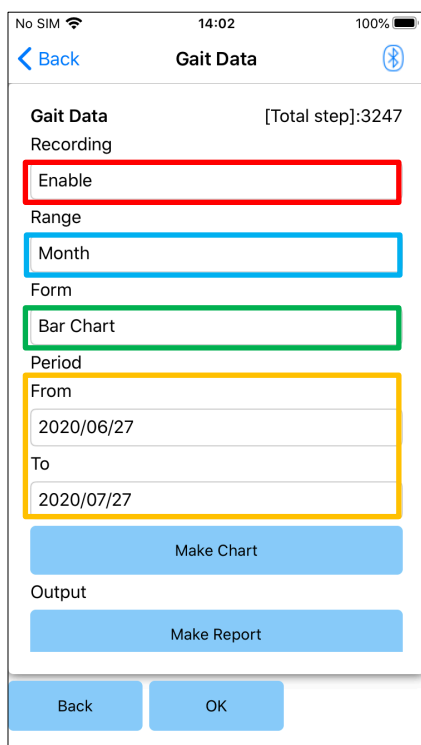 No SIM 14:02 100%
Back Gait Data
Gait Data [Total step]:3247
Recording
Enable
Range
Month
Form
Bar Chart
Period
From
2020/06/27
To
2020/07/27
Make Chart
Output
Make Report
Back OK